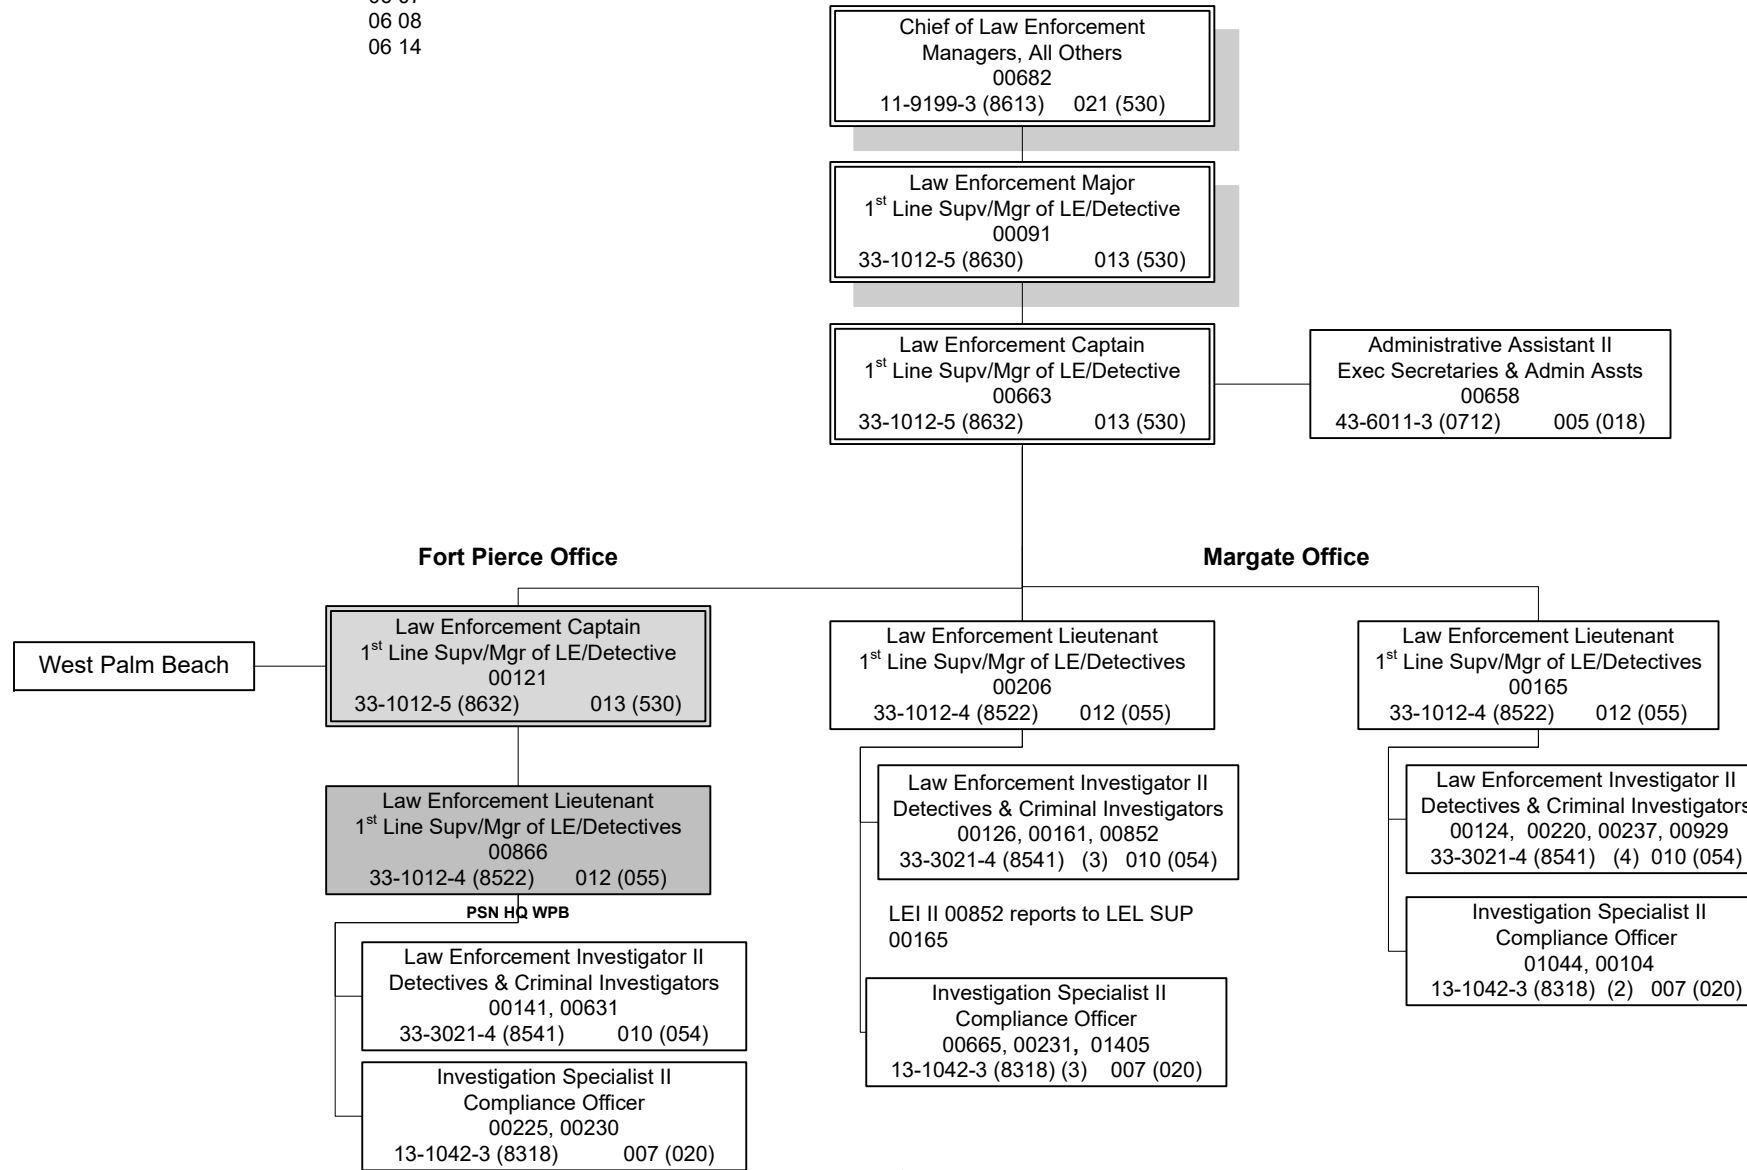 06 08
06 14
Chief of Law Enforcement
Managers, All Others
00682
11-9199-3 (8613) 021 (530)
Law Enforcement Major
1st Line Supv/Mgr of LE/Detective
00091
33-1012-5 (8630) 013 (530)
Law Enforcement Captain
1st Line Supv/Mgr of LE/Detective
00663
33-1012-5 (8632) 013 (530)
Administrative Assistant II
Exec Secretaries & Admin Assts
00658
43-6011-3 (0712) 005 (018)
Fort Pierce Office
Margate Office
West Palm Beach
Law Enforcement Captain
1st Line Supv/Mgr of LE/Detective
00121
33-1012-5 (8632) 013 (530)
Law Enforcement Lieutenant
1st Line Supv/Mgr of LE/Detectives
00866
33-1012-4 (8522) 012 (055)
PSN HQ WPB
Law Enforcement Investigator II
Detectives & Criminal Investigators
00141, 00631
33-3021-4 (8541) 010 (054)
Investigation Specialist II
Compliance Officer
00225, 00230
13-1042-3 (8318) 007 (020)
Law Enforcement Lieutenant
1st Line Supv/Mgr of LE/Detectives
00206
33-1012-4 (8522) 012 (055)
Law Enforcement Investigator II
Detectives & Criminal Investigators
00126, 00161, 00852
33-3021-4 (8541) (3) 010 (054)
LEI II 00852 reports to LEL SUP
00165
Investigation Specialist II
Compliance Officer
00665, 00231, 01405
13-1042-3 (8318) (3) 007 (020)
Law Enforcement Lieutenant
1st Line Supv/Mgr of LE/Detectives
00165
33-1012-4 (8522) 012 (055)
Law Enforcement Investigator II
Detectives & Criminal Investigators
00124, 00220, 00237, 00929
33-3021-4 (8541) (4) 010 (054)
Investigation Specialist II
Compliance Officer
01044, 00104
13-1042-3 (8318) (2) 007 (020)